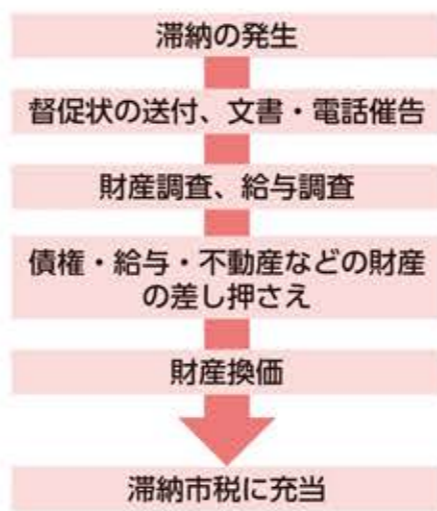 滞納の発生
督促状の送付、文書・電話催告
財産調査、給与調査
債権・給与・不動産などの財産
の差し押さえ
財産換価
滞納市税に充当